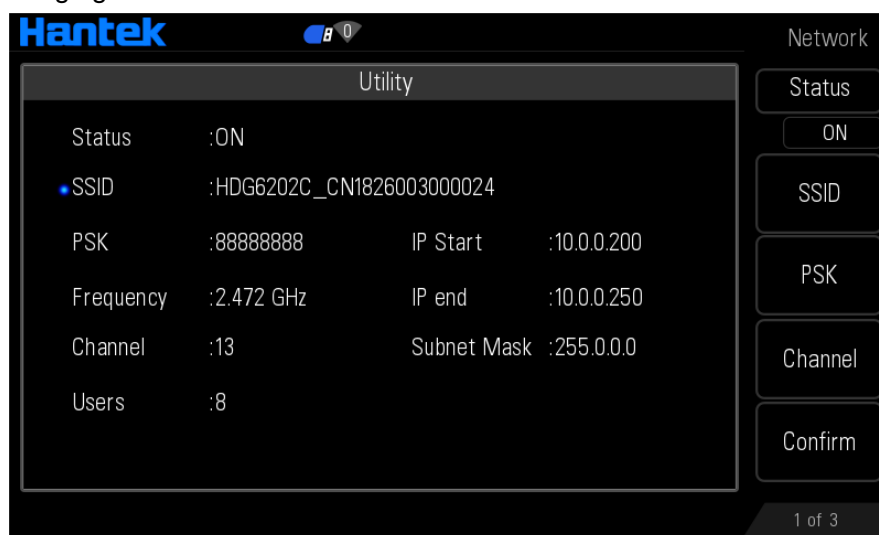 Hantek
0
Network
Utility
Status
Status :ON
ON
SSID :HDG6202C_CN1826003000024
SSID
PSK :88888888 IP Start :10.0.0.200
PSK
Frequency :2.472 GHz IP end :10.0.0.250
Channel :13 Subnet Mask :255.0.0.0
Channel
Users :8
Confirm
1 of 3